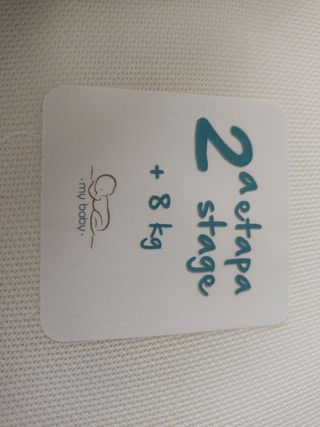 2a etapa
stage
+ 8 kg
·my baby·